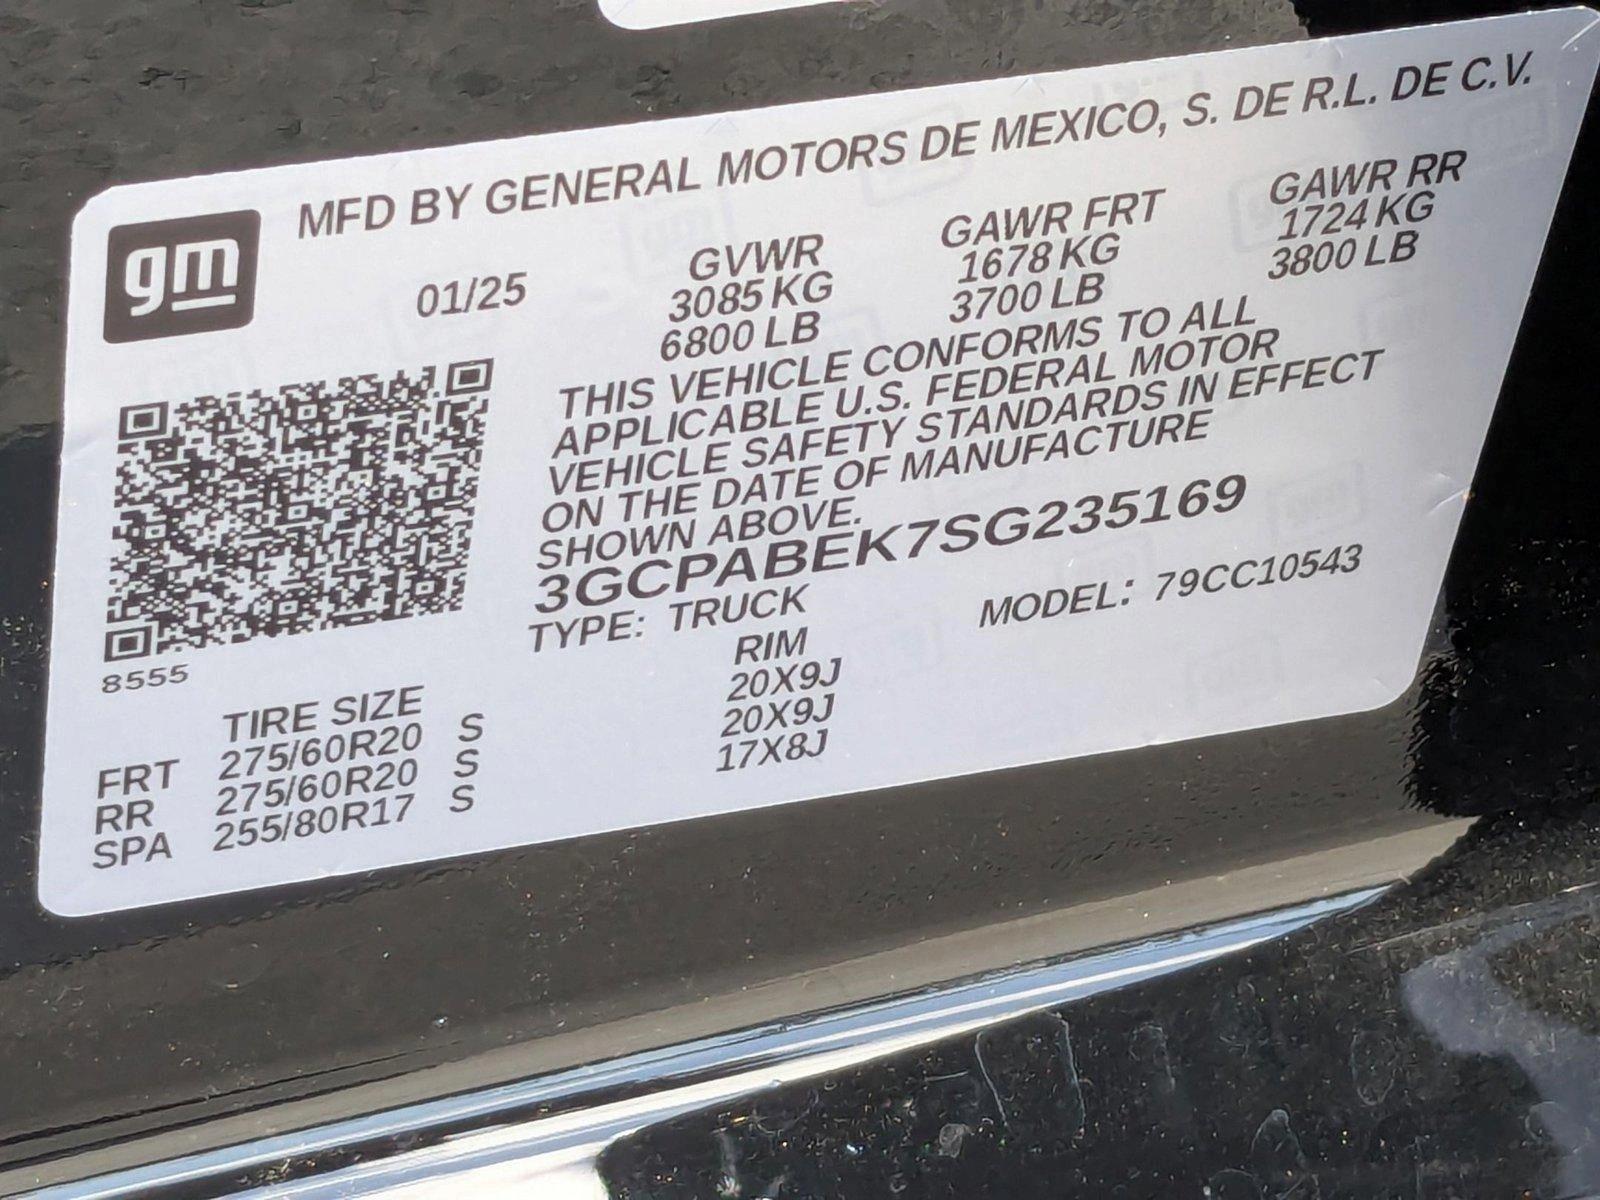 MFD BY GENERAL MOTORS DE MEXICO, S. DE R.L. DE C.V.
gm
01/25
GVWR
3085 KG
6800 LB
GAWR FRT
1678 KG
3700 LB
GAWR RR
1724 KG
3800 LB
THIS VEHICLE CONFORMS TO ALL
APPLICABLE U.S. FEDERAL MOTOR
VEHICLE SAFETY STANDARDS IN EFFECT
ON THE DATE OF MANUFACTURE
SHOWN ABOVE.
3GCPABEK7SG235169
TYPE: TRUCK
MODEL: 79CC10543
8555
TIRE SIZE
RIM
FRT 275/60R20 S 20X9J
RR 275/60R20 S 20X9J
SPA 255/80R17 S 17X8J